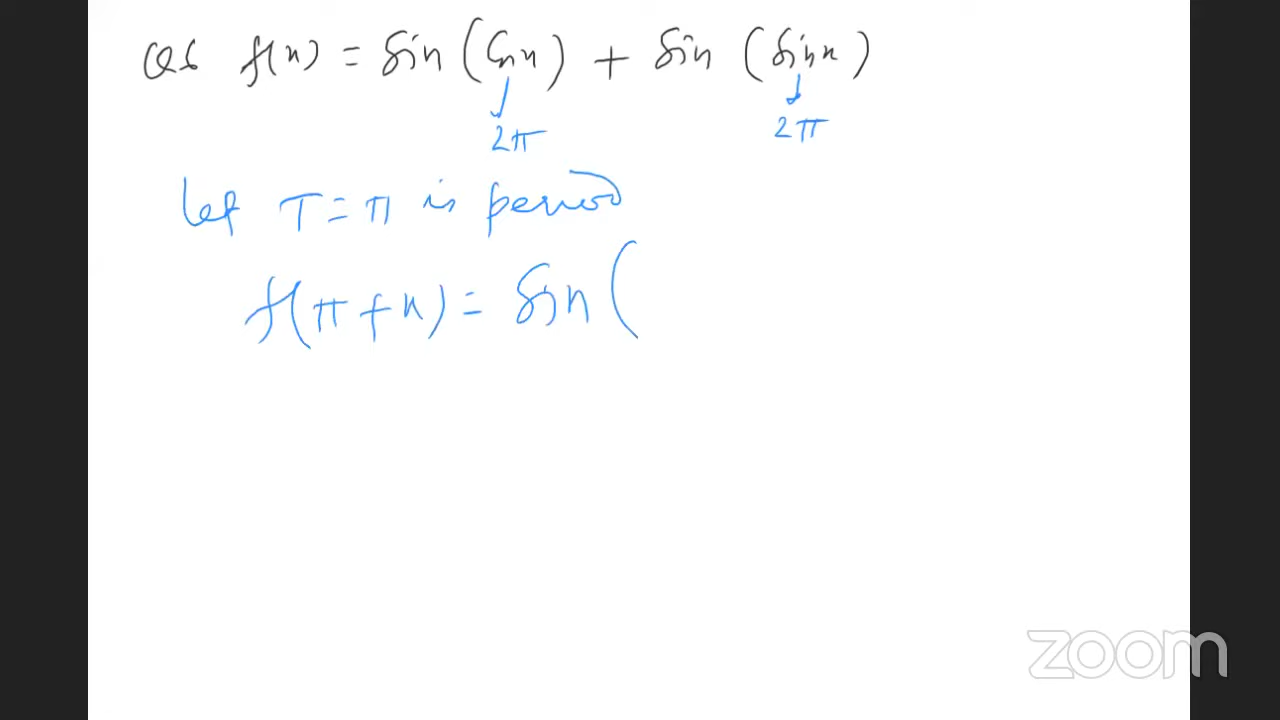 Q6 f(x) = Sin (Cos x) + Sin (Sin x)
2π 2π
let T = π is period
f(π + x) = Sin (
zoom